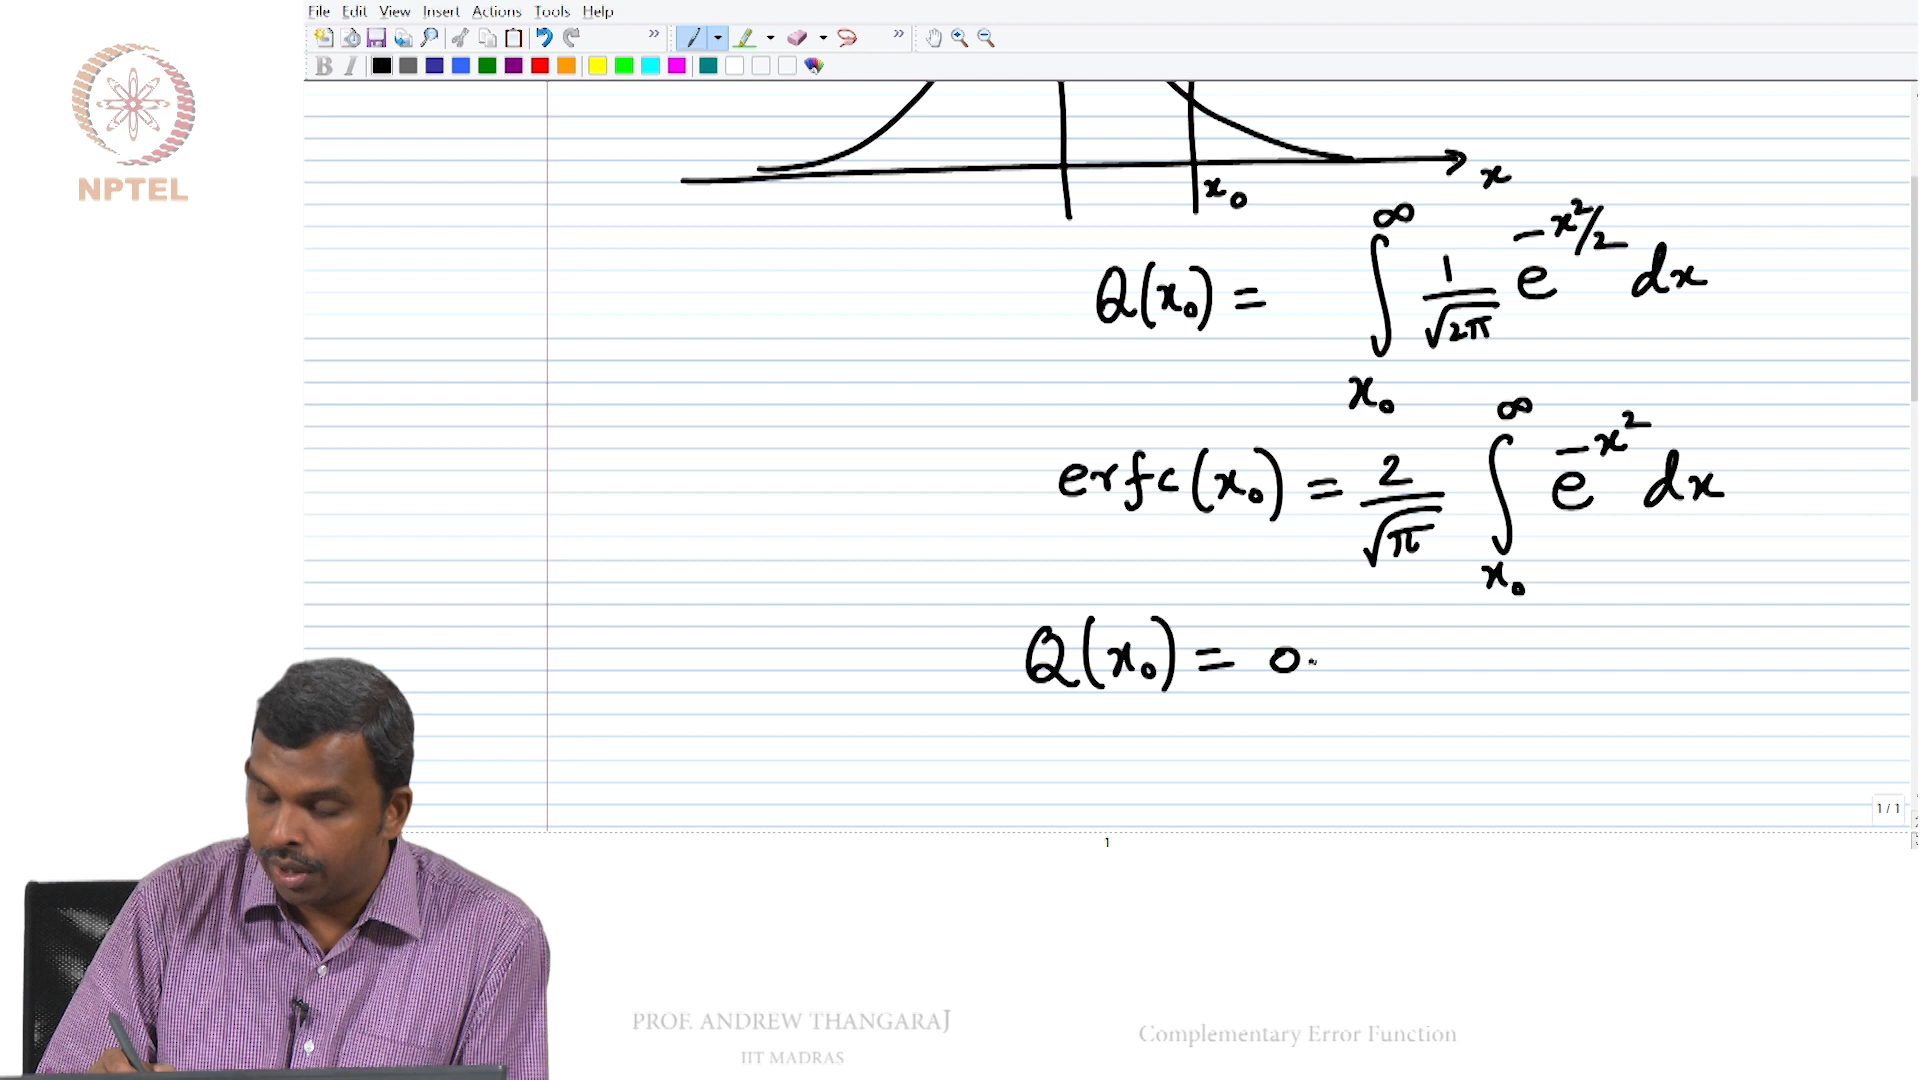 File Edit View Insert Actions Tools Help
B I
NPTEL
x₀
x
Q(x₀) = ∫_{x₀}^{∞} 1/√2π e^{-x²/2} dx
erfc(x₀) = 2/√π ∫_{x₀}^{∞} e^{-x²} dx
Q(x₀) = 0.
1 / 1
1
PROF. ANDREW THANGARAJ
IIT MADRAS
Complementary Error Function